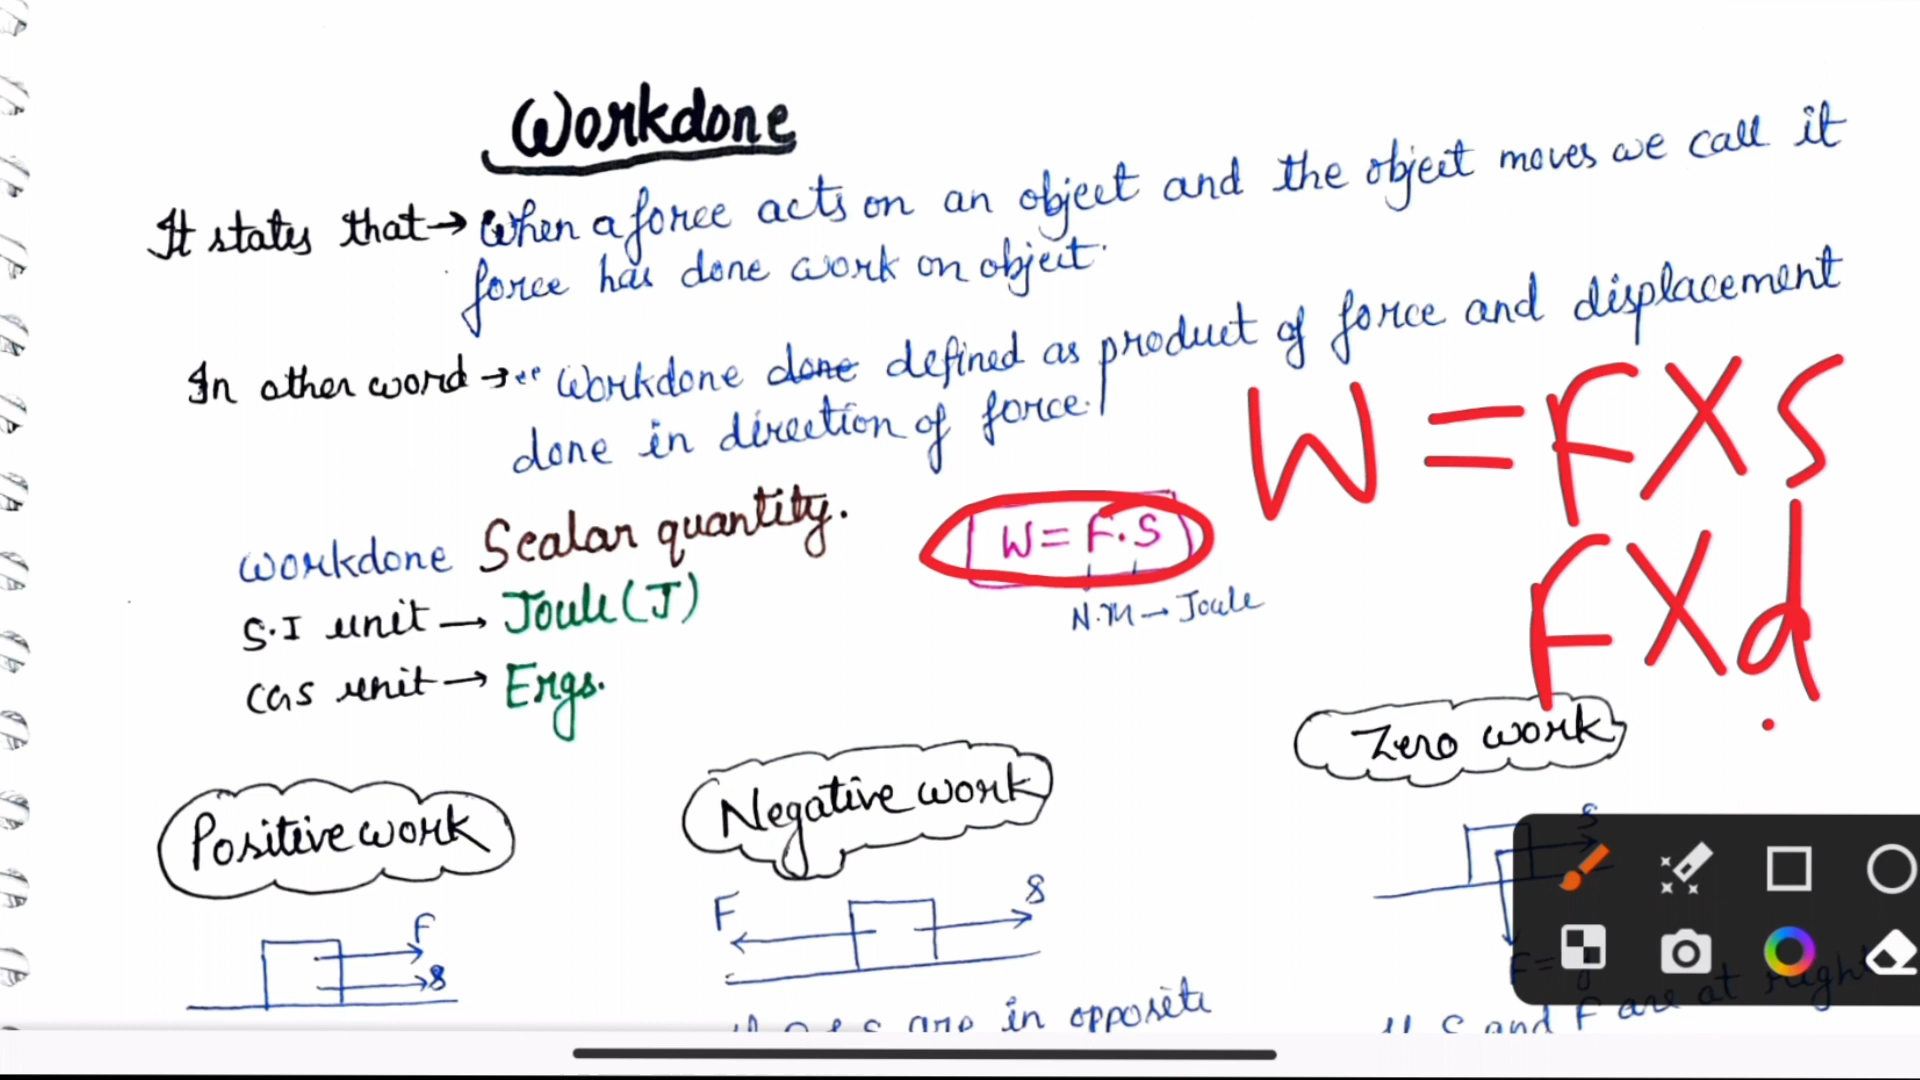 Workdone
It states that → When a force acts on an object and the object moves we call it
force has done work on object.
In other word → " Workdone done defined as product of force and displacement
done in direction of force.
W = F X S
F X d
workdone Scalar quantity.
W = F. S
N.m → Joule
S.I unit → Joule (J)
CGS unit → Ergs.
Zero work
Negative work
Positive work
S
F
S
F
S
are in opposite
S and F are at right